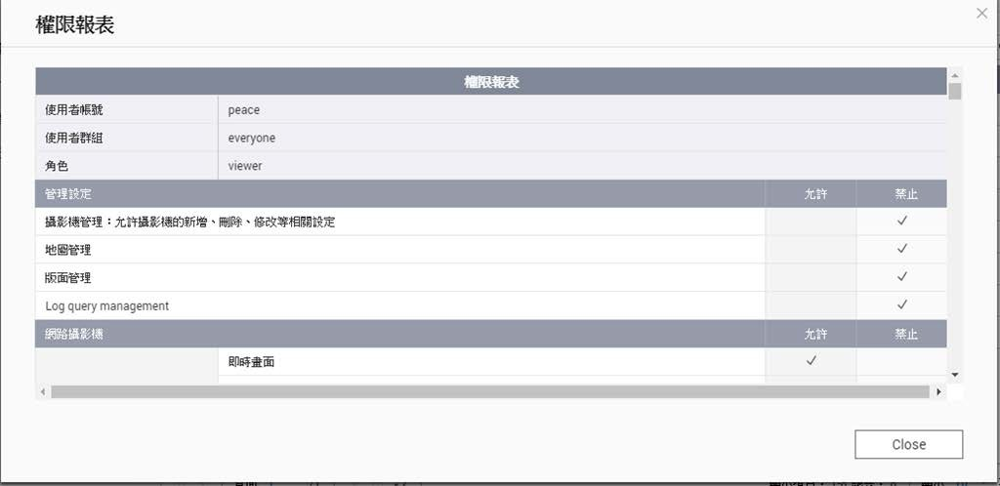 權限報表
權限報表
使用者帳號 peace
使用者群組 everyone
角色 viewer
管理設定 允許 禁止
攝影機管理：允許攝影機的新增、刪除、修改等相關設定 ✓
地圖管理 ✓
版面管理 ✓
Log query management ✓
網路攝影機 允許 禁止
即時畫面 ✓
Close